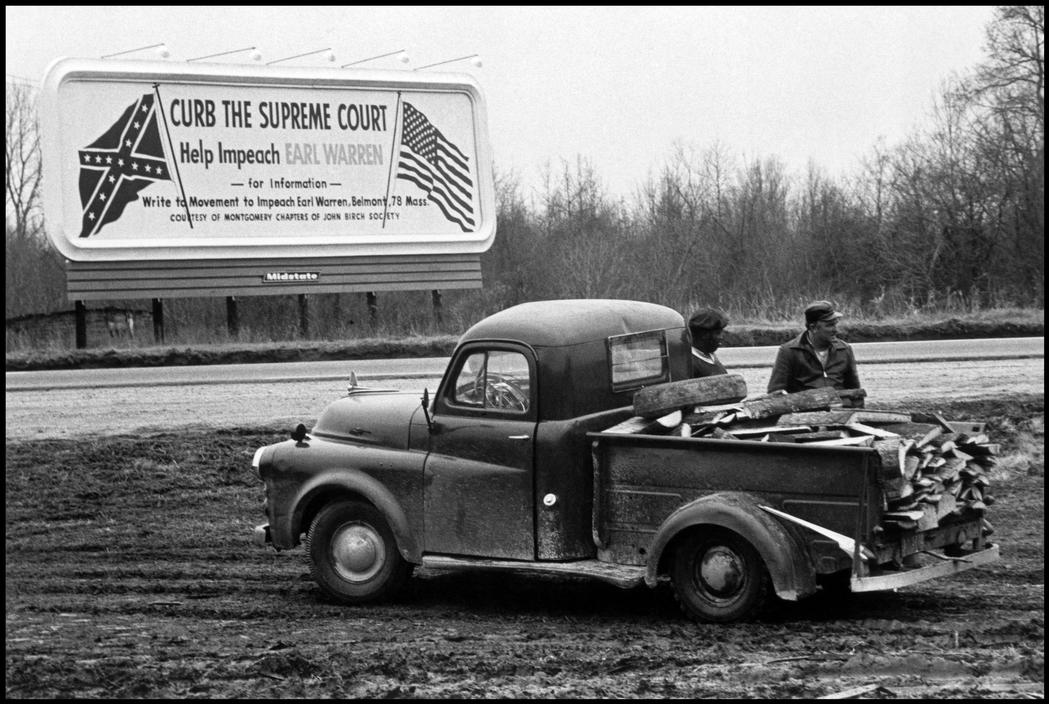 CURB THE SUPREME COURT
Help Impeach EARL WARREN
— for Information —
Write to Movement to Impeach Earl Warren, Belmont, 78 Mass.
COURTESY OF MONTGOMERY CHAPTERS OF JOHN BIRCH SOCIETY
Midstate